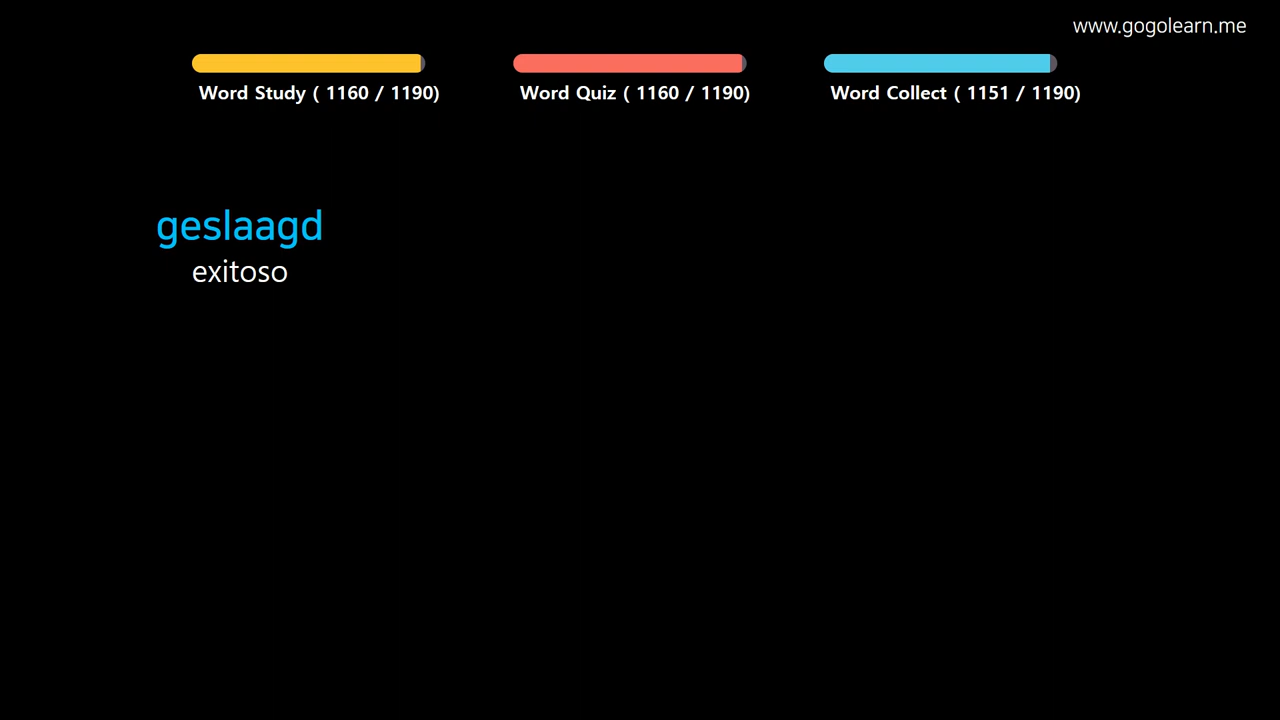 www.gogolearn.me
Word Study ( 1160 / 1190)
Word Quiz ( 1160 / 1190)
Word Collect ( 1151 / 1190)
geslaagd
exitoso